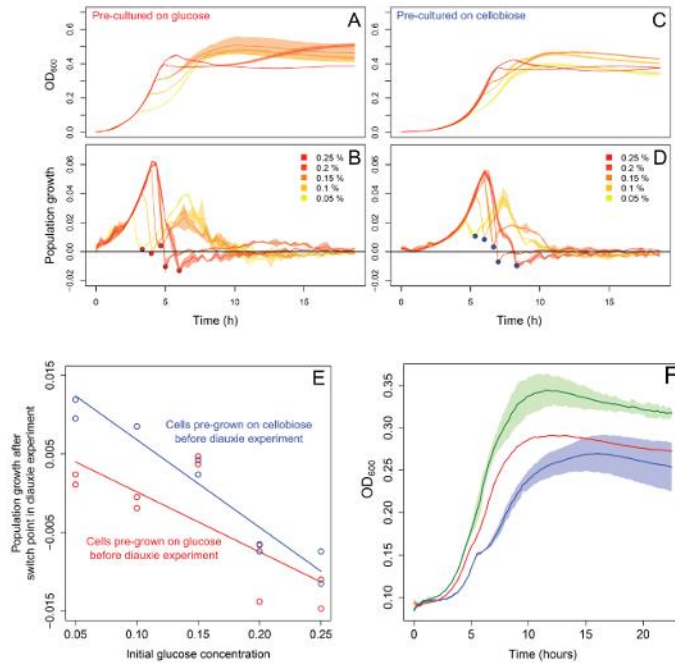 Pre-cultured on glucose
A
OD600
0.0 0.2 0.4 0.6
B
0.25 %
0.2 %
0.15 %
0.1 %
0.05 %
Population growth
−0.02 0.00 0.02 0.04 0.06
0 5 10 15
Time (h)
Pre-cultured on cellobiose
C
0.0 0.2 0.4 0.6
D
0.25 %
0.2 %
0.15 %
0.1 %
0.05 %
−0.02 0.00 0.02 0.04 0.06
0 5 10 15
Time (h)
E
Population growth after
switch point in diauxie experiment
−0.015 −0.005 0.005 0.015
Cells pre-grown on cellobiose
before diauxie experiment
Cells pre-grown on glucose
before diauxie experiment
0.05 0.10 0.15 0.20 0.25
Initial glucose concentration
F
OD600
0.35
0.30
0.25
0.20
0.15
0.10
0 5 10 15 20
Time (hours)